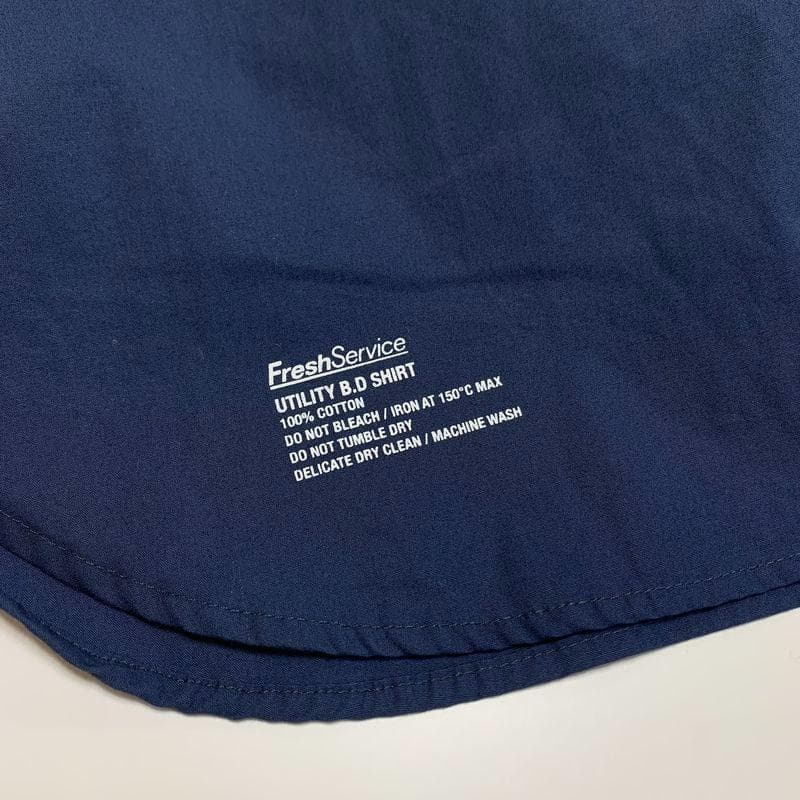 FreshService
UTILITY B.D SHIRT
100% COTTON
DO NOT BLEACH / IRON AT 150°C MAX
DO NOT TUMBLE DRY
DELICATE DRY CLEAN / MACHINE WASH